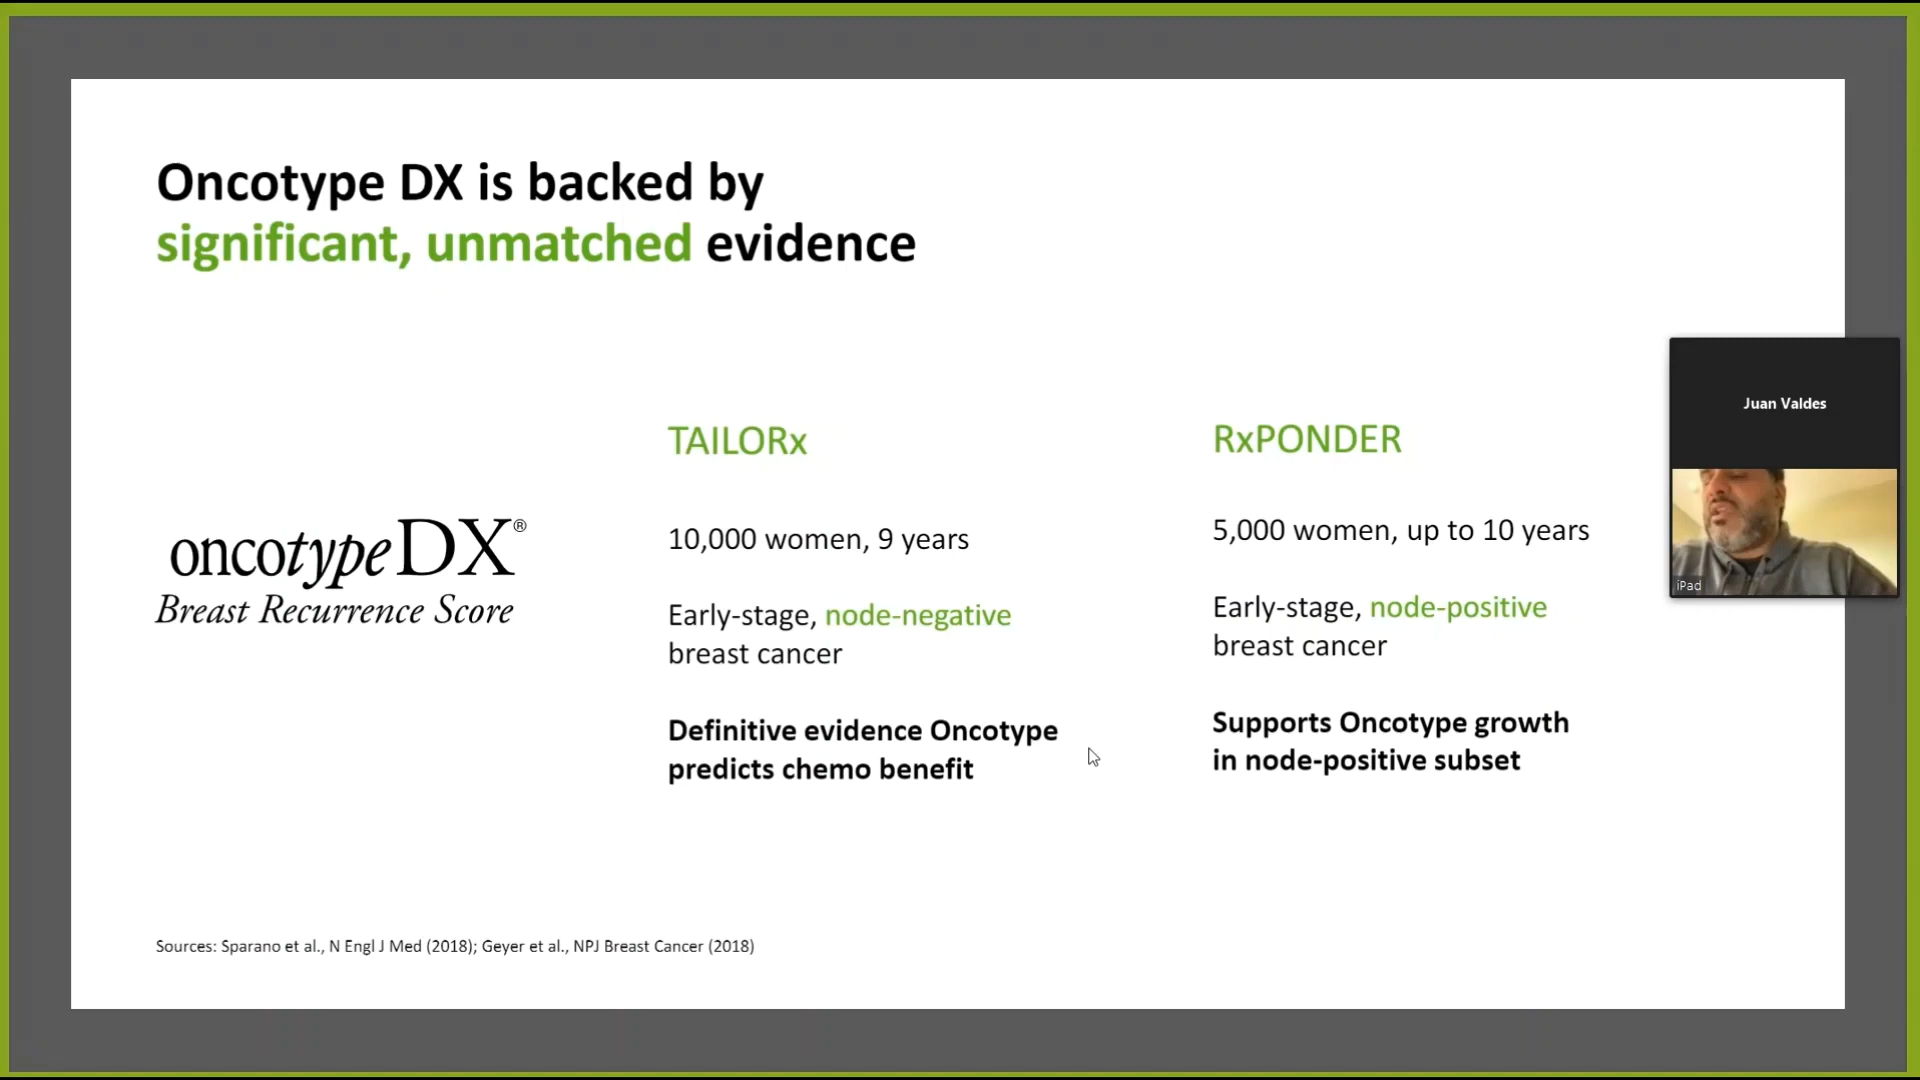 Oncotype DX is backed by
significant, unmatched evidence
oncotypeDX®
Breast Recurrence Score
TAILORx
10,000 women, 9 years
Early-stage, node-negative
breast cancer
Definitive evidence Oncotype
predicts chemo benefit
RxPONDER
5,000 women, up to 10 years
Early-stage, node-positive
breast cancer
Supports Oncotype growth
in node-positive subset
Juan Valdes
iPad
Sources: Sparano et al., N Engl J Med (2018); Geyer et al., NPJ Breast Cancer (2018)